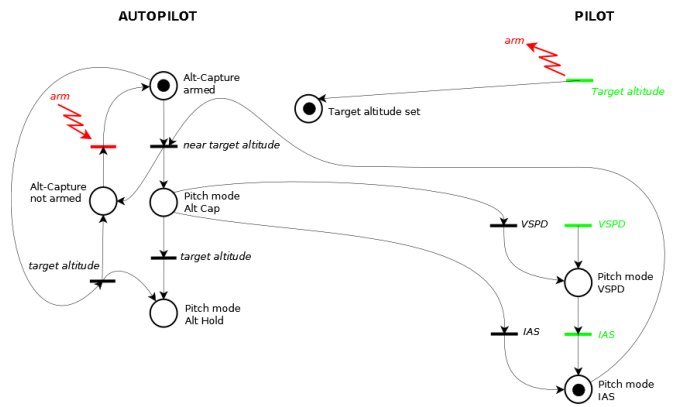 AUTOPILOT
PILOT
arm
Alt-Capture
armed
Target altitude
arm
Target altitude set
near target altitude
Alt-Capture
not armed
Pitch mode
Alt Cap
VSPD
VSPD
target altitude
target altitude
Pitch mode
VSPD
Pitch mode
Alt Hold
IAS
IAS
Pitch mode
IAS